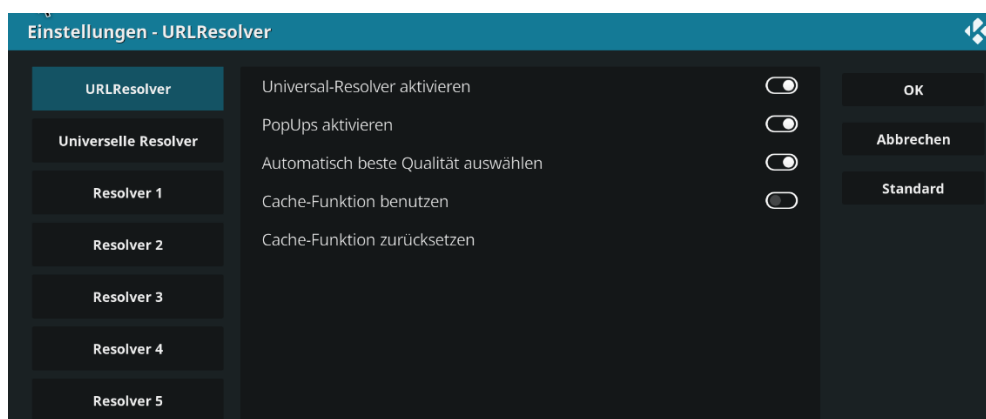 Einstellungen - URLResolver
URLResolver
Universelle Resolver
Resolver 1
Resolver 2
Resolver 3
Resolver 4
Resolver 5
Universal-Resolver aktivieren
PopUps aktivieren
Automatisch beste Qualität auswählen
Cache-Funktion benutzen
Cache-Funktion zurücksetzen
OK
Abbrechen
Standard